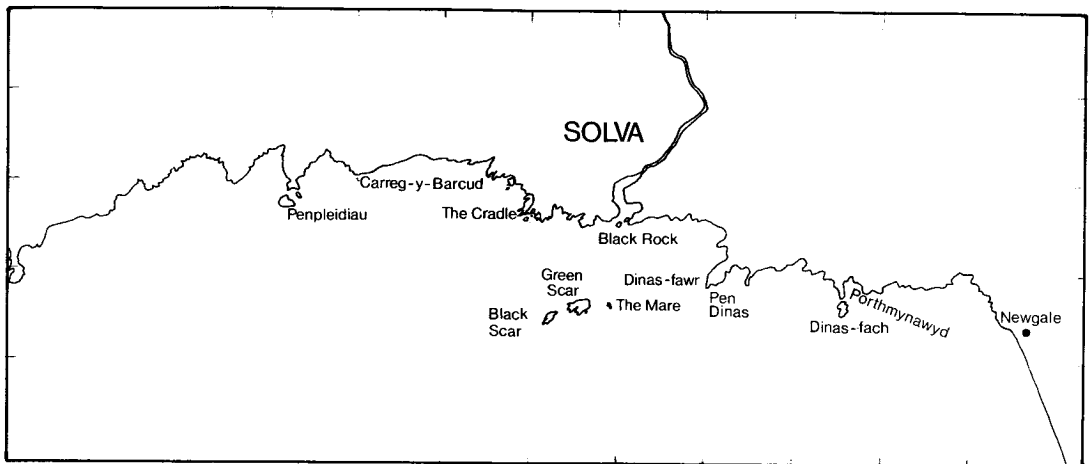 SOLVA
Carreg-y-Barcud
Penpleidiau
The Cradle
Black Rock
Green
Scar
Dinas-fawr
The Mare
Pen
Dinas
Black
Scar
Porthmynawyd
Newgale
Dinas-fach